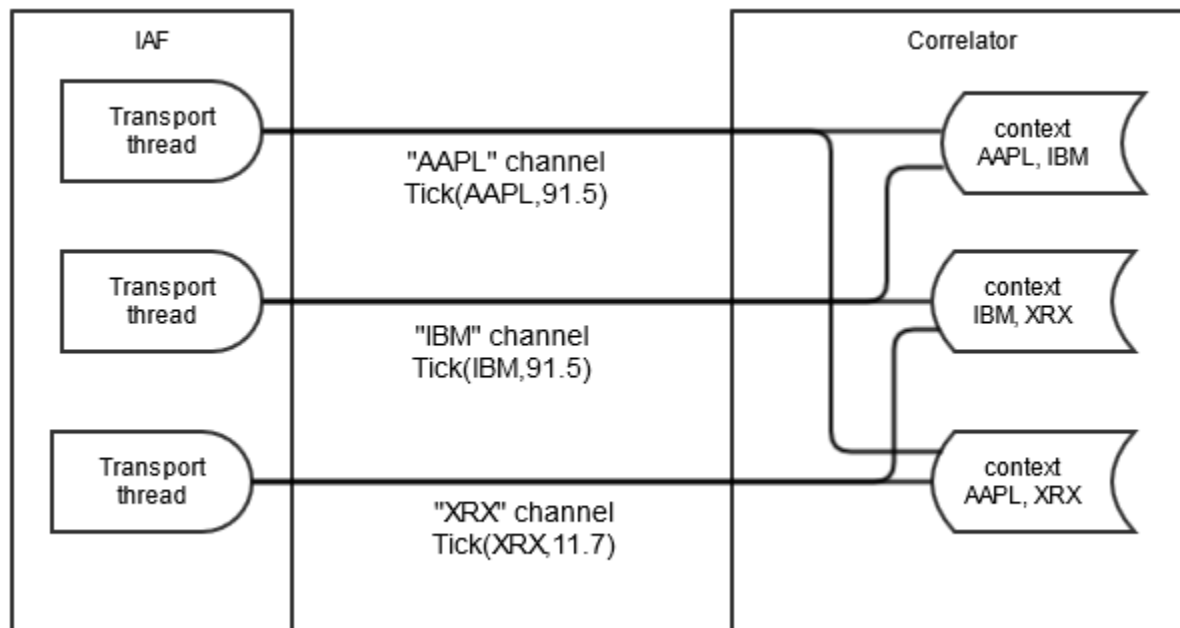 IAF
Correlator
Transport
thread
"AAPL" channel
Tick(AAPL,91.5)
context
AAPL, IBM
Transport
thread
"IBM" channel
Tick(IBM,91.5)
context
IBM, XRX
Transport
thread
"XRX" channel
Tick(XRX,11.7)
context
AAPL, XRX